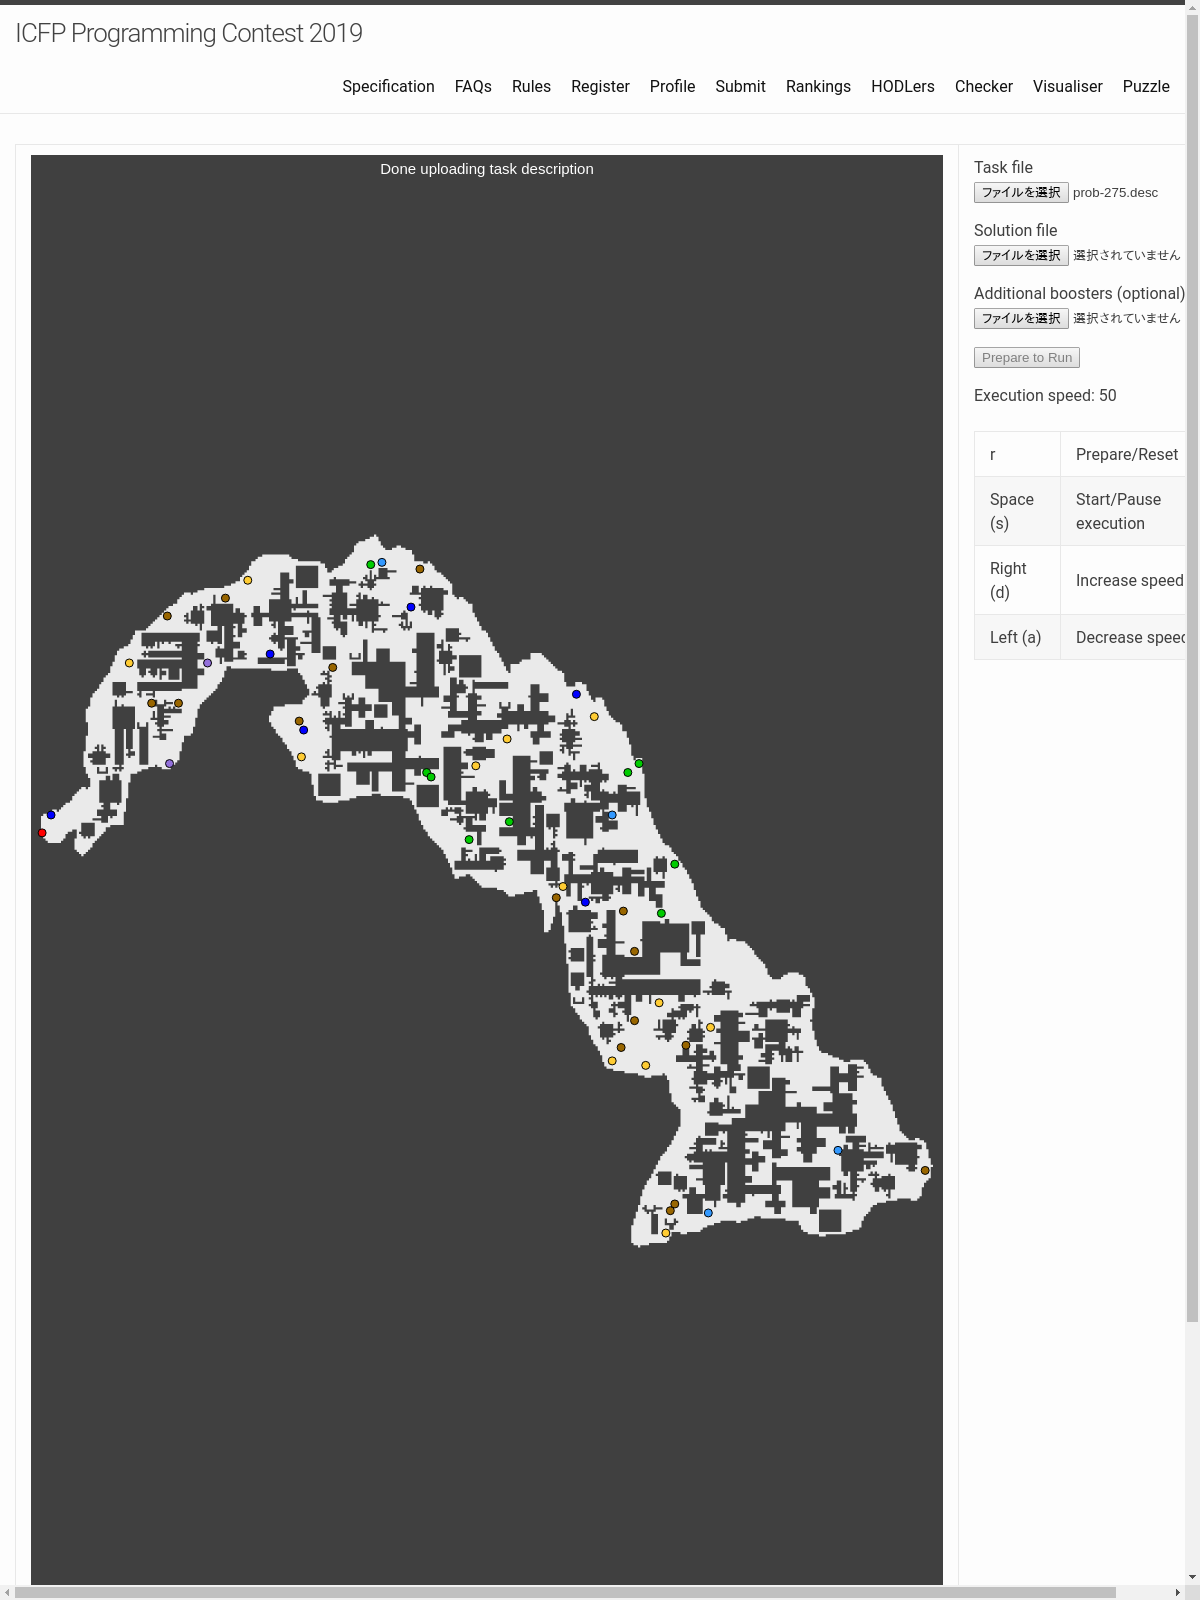 ICFP Programming Contest 2019
Specification FAQs Rules Register Profile Submit Rankings HODLers Checker Visualiser Puzzle
Done uploading task description
Task file
ファイルを選択 prob-275.desc
Solution file
ファイルを選択 選択されていません
Additional boosters (optional)
ファイルを選択 選択されていません
Prepare to Run
Execution speed: 50
r Prepare/Reset
Space (s) Start/Pause execution
Right (d) Increase speed
Left (a) Decrease speed